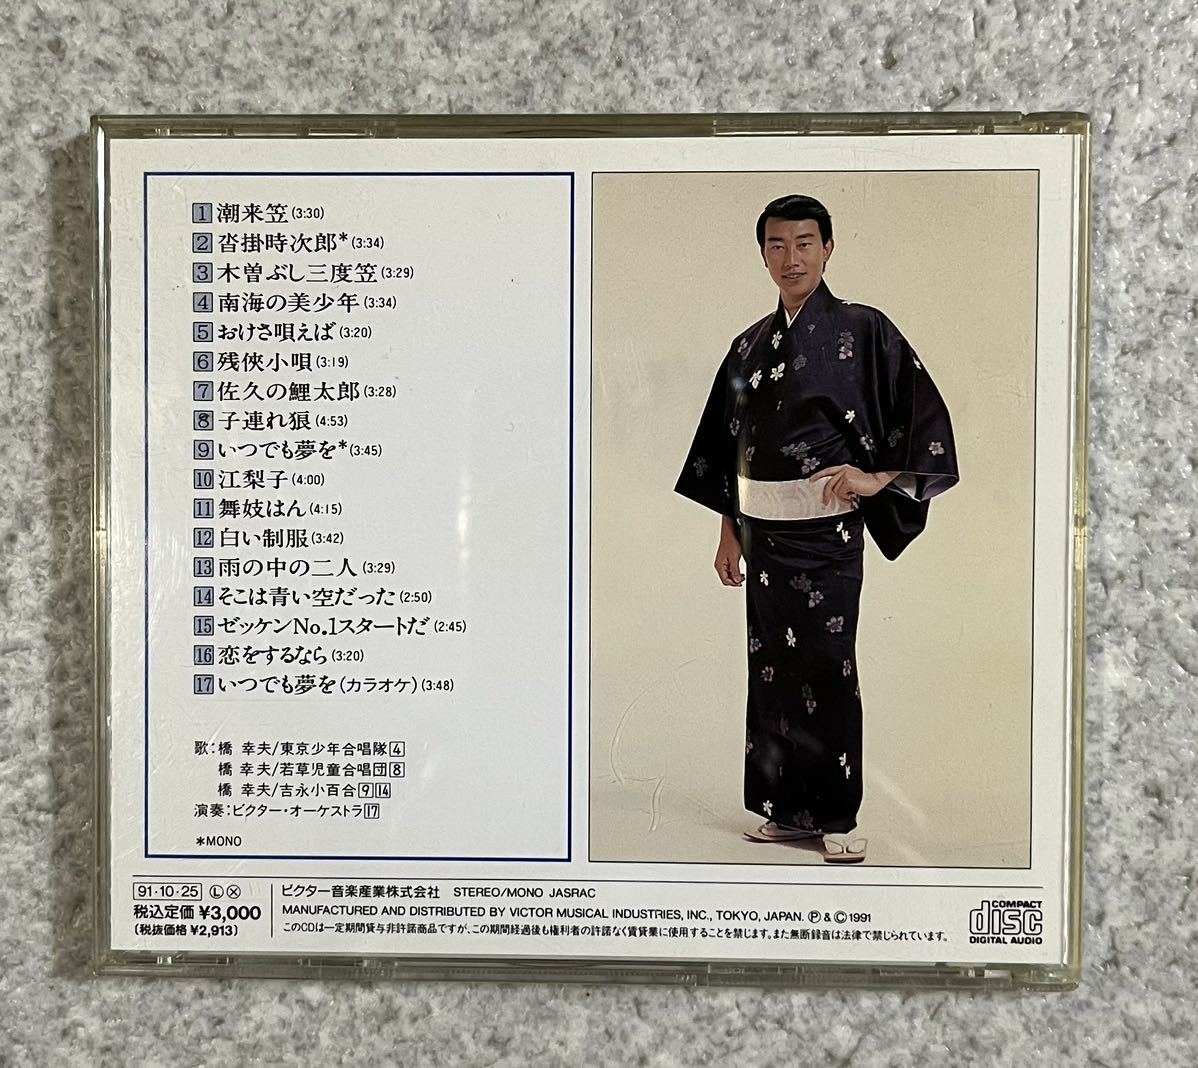 1 潮来笠(3:30)
2 沓掛時次郎*(3:34)
3 木曽ぶし三度笠(3:29)
4 南海の美少年(3:34)
5 おけさ唄えば(3:20)
6 残侠小唄(3:19)
7 佐久の鯉太郎(3:28)
8 子連れ狼(4:53)
9 いつでも夢を*(3:45)
10 江梨子(4:00)
11 舞妓はん(4:15)
12 白い制服(3:42)
13 雨の中の二人(3:29)
14 そこは青い空だった(2:50)
15 ゼッケンNo.1スタートだ(2:45)
16 恋をするなら(3:20)
17 いつでも夢を(カラオケ)(3:48)
歌:橋 幸夫/東京少年合唱隊4
橋 幸夫/若草児童合唱団8
橋 幸夫/吉永小百合9 14
演奏:ビクター・オーケストラ17
*MONO
91・10・25 Ⓛ Ⓧ
税込定価 ¥3,000
(税抜価格 ¥2,913)
ビクター音楽産業株式会社 STEREO/MONO JASRAC
MANUFACTURED AND DISTRIBUTED BY VICTOR MUSICAL INDUSTRIES, INC., TOKYO, JAPAN. Ⓟ & Ⓒ 1991
このCDは一定期間貸与非許諾商品ですが、この期間経過後も権利者の許諾なく賃貸業に使用することを禁じます。また無断録音は法律で禁じられています。
COMPACT
disc
DIGITAL AUDIO